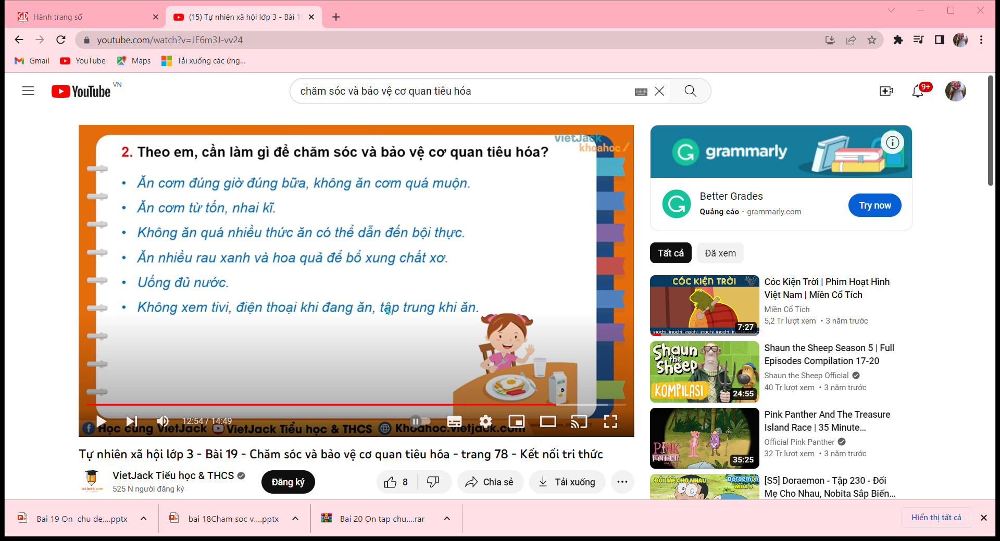 Hành trang số
(15) Tự nhiên xã hội lớp 3 - Bài 19
youtube.com/watch?v=JE6m3J-vv24
Gmail
YouTube
Maps
Tải xuống các ứng...
YouTube VN
chăm sóc và bảo vệ cơ quan tiêu hóa
9+
vietJack
khoahoc
2. Theo em, cần làm gì để chăm sóc và bảo vệ cơ quan tiêu hóa?
• Ăn cơm đúng giờ đúng bữa, không ăn cơm quá muộn.
• Ăn cơm từ tốn, nhai kĩ.
• Không ăn quá nhiều thức ăn có thể dẫn đến bội thực.
• Ăn nhiều rau xanh và hoa quả để bổ xung chất xơ.
• Uống đủ nước.
• Không xem tivi, điện thoại khi đang ăn, tập trung khi ăn.
Milk
12:54 / 14:49
Học cùng VietJack
VietJack Tiểu học & THCS
Khoahoc.vietjack.com
Tự nhiên xã hội lớp 3 - Bài 19 - Chăm sóc và bảo vệ cơ quan tiêu hóa - trang 78 - Kết nối tri thức
VietJack Tiểu học & THCS
525 N người đăng ký
Đăng ký
8
Chia sẻ
Tải xuống
grammarly
Better Grades
Quảng cáo · grammarly.com
Try now
Tất cả
Đã xem
CÓC KIỆN TRỜI
inochi inochi inochi inochi inochi
7:27
Cóc Kiện Trời | Phim Hoạt Hình
Việt Nam | Miền Cổ Tích
Miền Cổ Tích
5,2 Tr lượt xem • 3 năm trước
Shaun
the
Sheep
KOMPILASI
24:55
Shaun the Sheep Season 5 | Full
Episodes Compilation 17-20
Shaun the Sheep Official
40 Tr lượt xem • 3 năm trước
PINK
PANTHER
35:25
Pink Panther And The Treasure
Island Race | 35 Minute...
Official Pink Panther
32 Tr lượt xem • 3 năm trước
ĐỔI MẸ CHO NHAU
Doraemon
MÙA 5
[S5] Doraemon - Tập 230 - Đổi
Mẹ Cho Nhau, Nobita Sắp Biến...
Bai 19 On  chu de....pptx
bai 18Cham soc v....pptx
Bai 20 On tap chu....rar
Hiển thị tất cả